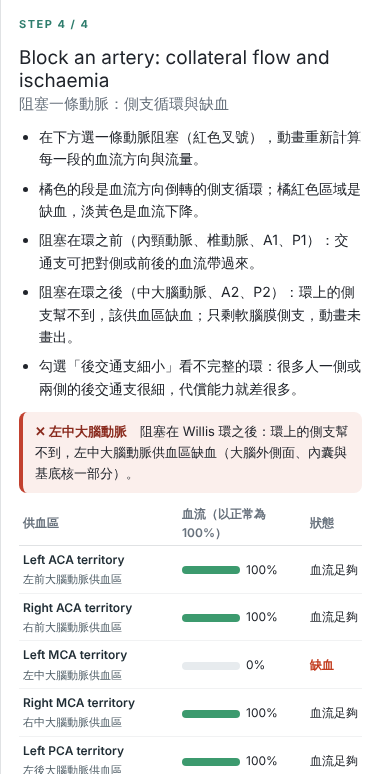 STEP 4 / 4
Block an artery: collateral flow and
ischaemia
阻塞一條動脈：側支循環與缺血
在下方選一條動脈阻塞（紅色叉號），動畫重新計算
每一段的血流方向與流量。
橘色的段是血流方向倒轉的側支循環；橘紅色區域是
缺血，淡黃色是血流下降。
阻塞在環之前（內頸動脈、椎動脈、A1、P1）：交
通支可把對側或前後的血流帶過來。
阻塞在環之後（中大腦動脈、A2、P2）：環上的側
支幫不到，該供血區缺血；只剩軟腦膜側支，動畫未
畫出。
勾選「後交通支細小」看不完整的環：很多人一側或
兩側的後交通支很細，代償能力就差很多。
✕ 左中大腦動脈　阻塞在 Willis 環之後：環上的側支幫
不到，左中大腦動脈供血區缺血（大腦外側面、內囊與
基底核一部分）。
供血區 血流（以正常為 狀態
100%）
Left ACA territory
左前大腦動脈供血區 100% 血流足夠
Right ACA territory
右前大腦動脈供血區 100% 血流足夠
Left MCA territory
左中大腦動脈供血區 0% 缺血
Right MCA territory
右中大腦動脈供血區 100% 血流足夠
Left PCA territory
左後大腦動脈供血區 100% 血流足夠